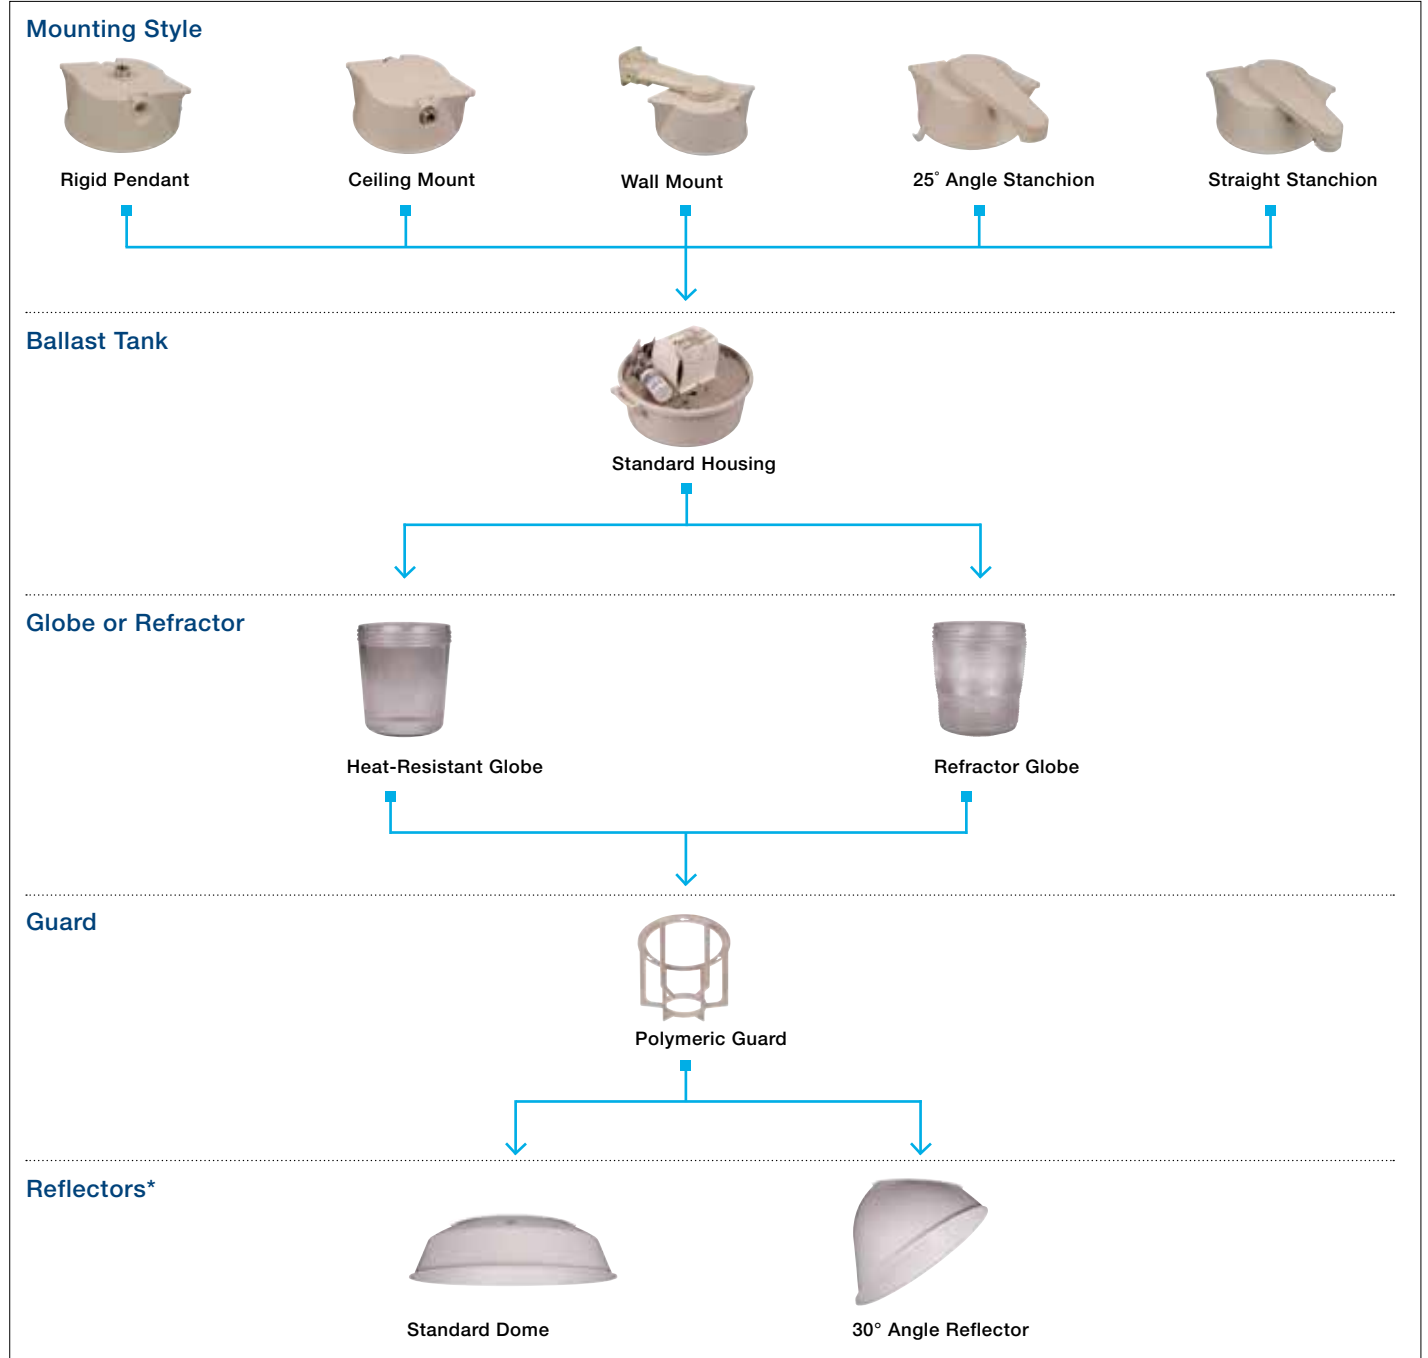 Mounting Style
Rigid Pendant
Ceiling Mount
Wall Mount
25° Angle Stanchion
Straight Stanchion
Ballast Tank
Standard Housing
Globe or Refractor
Heat-Resistant Globe
Refractor Globe
Guard
Polymeric Guard
Reflectors*
Standard Dome
30° Angle Reflector